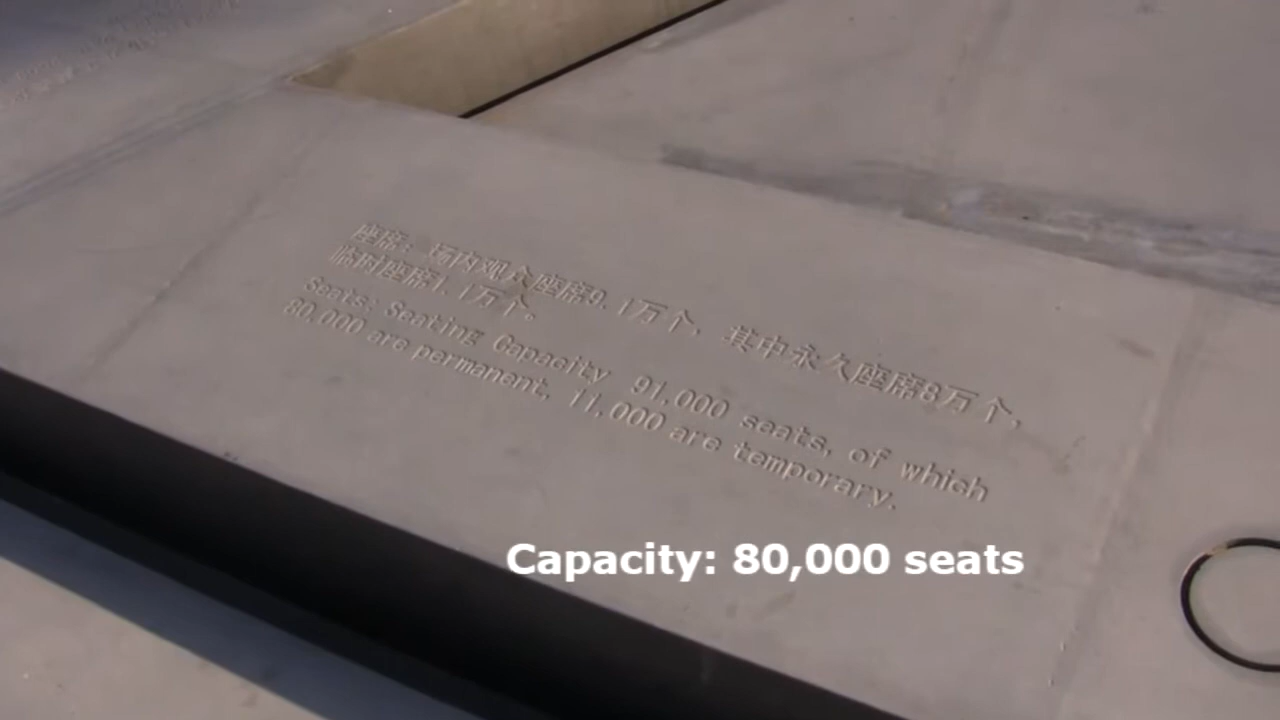 座席：场内观众座席9.1万个，其中永久座席8万个，
临时座席1.1万个。
Seats: Seating Capacity 91,000 seats, of which
80,000 are permanent, 11,000 are temporary.
Capacity: 80,000 seats